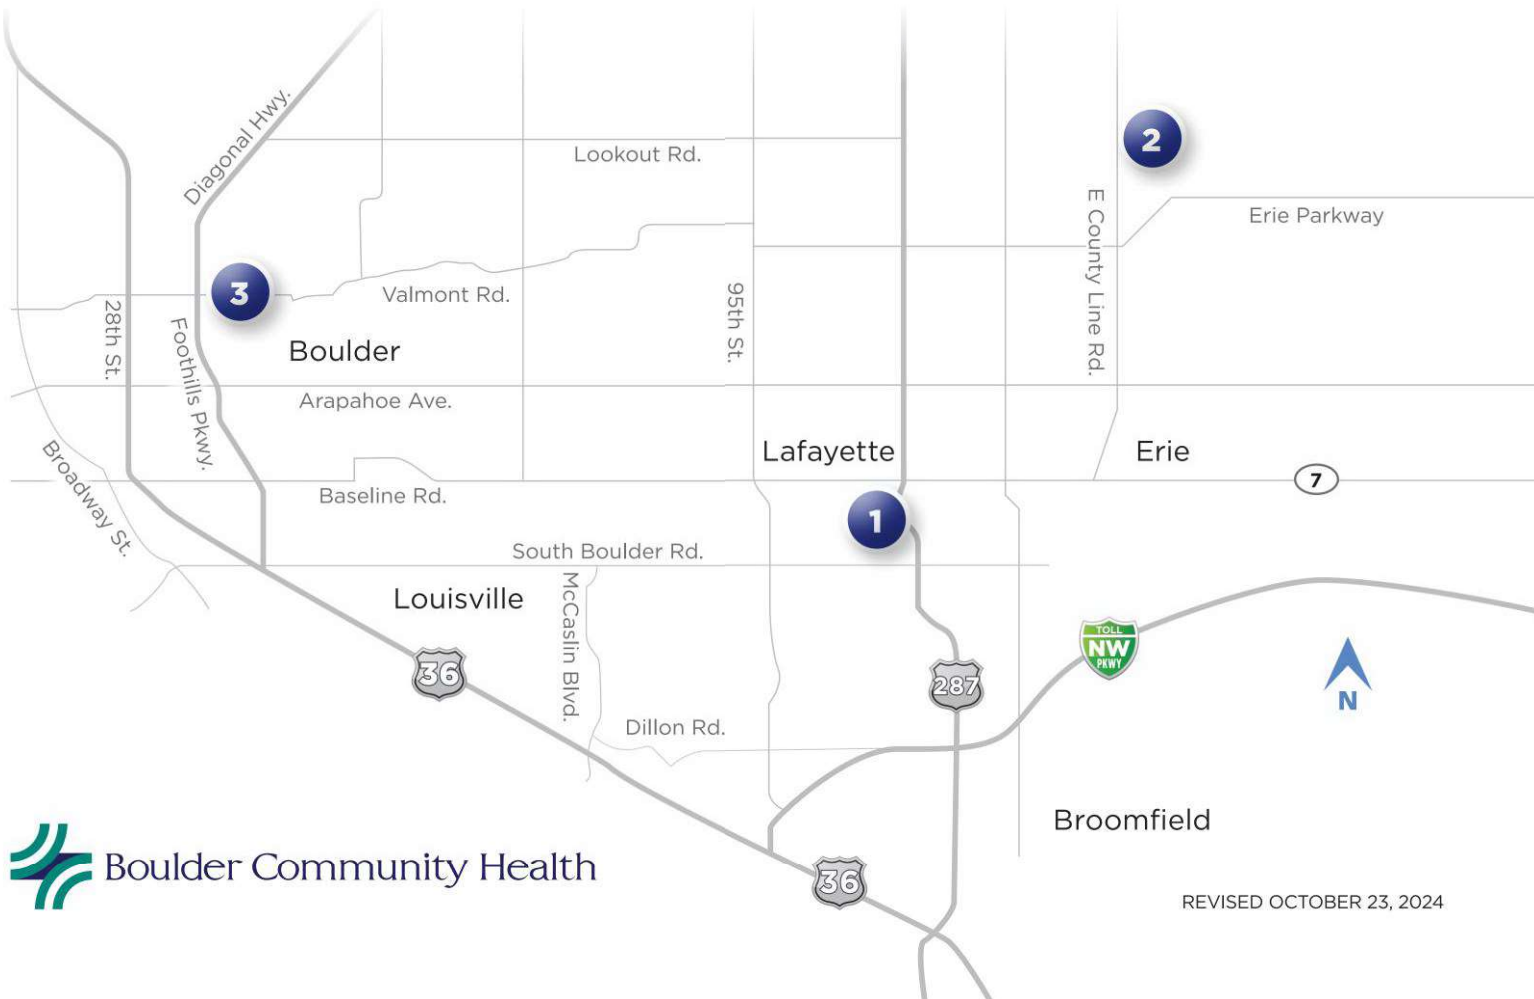 Diagonal Hwy.
Lookout Rd.
2
E County Line Rd.
Erie Parkway
3
Valmont Rd.
28th St.
Foothills Pkwy.
95th St.
Boulder
Arapahoe Ave.
Broadway St.
Lafayette
Erie
7
Baseline Rd.
1
South Boulder Rd.
Louisville
McCaslin Blvd.
36
287
TOLL
NW
PKWY
N
Dillon Rd.
Broomfield
Boulder Community Health
36
REVISED OCTOBER 23, 2024